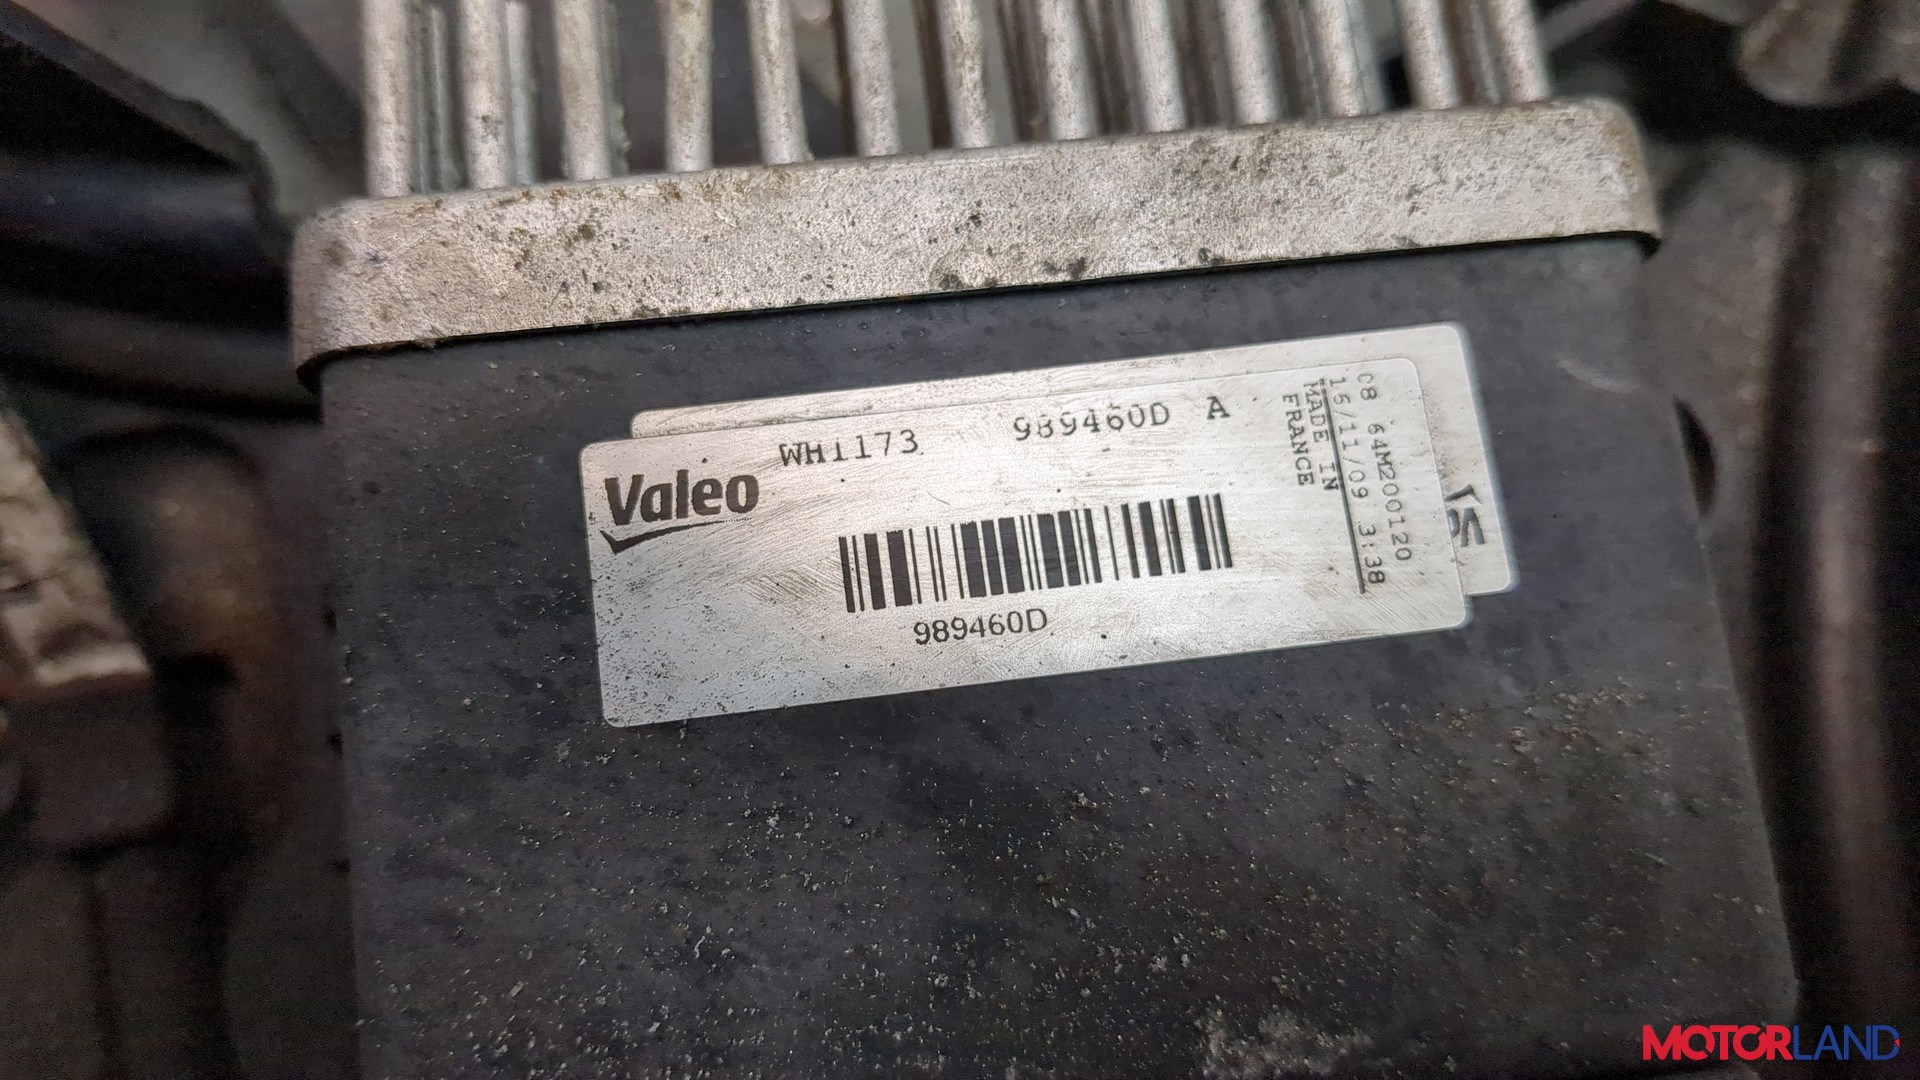 WH1173 989460D A
Valeo
989460D
MADE IN
FRANCE
08 64M200120
15/11/09 3:38
MOTORLAND